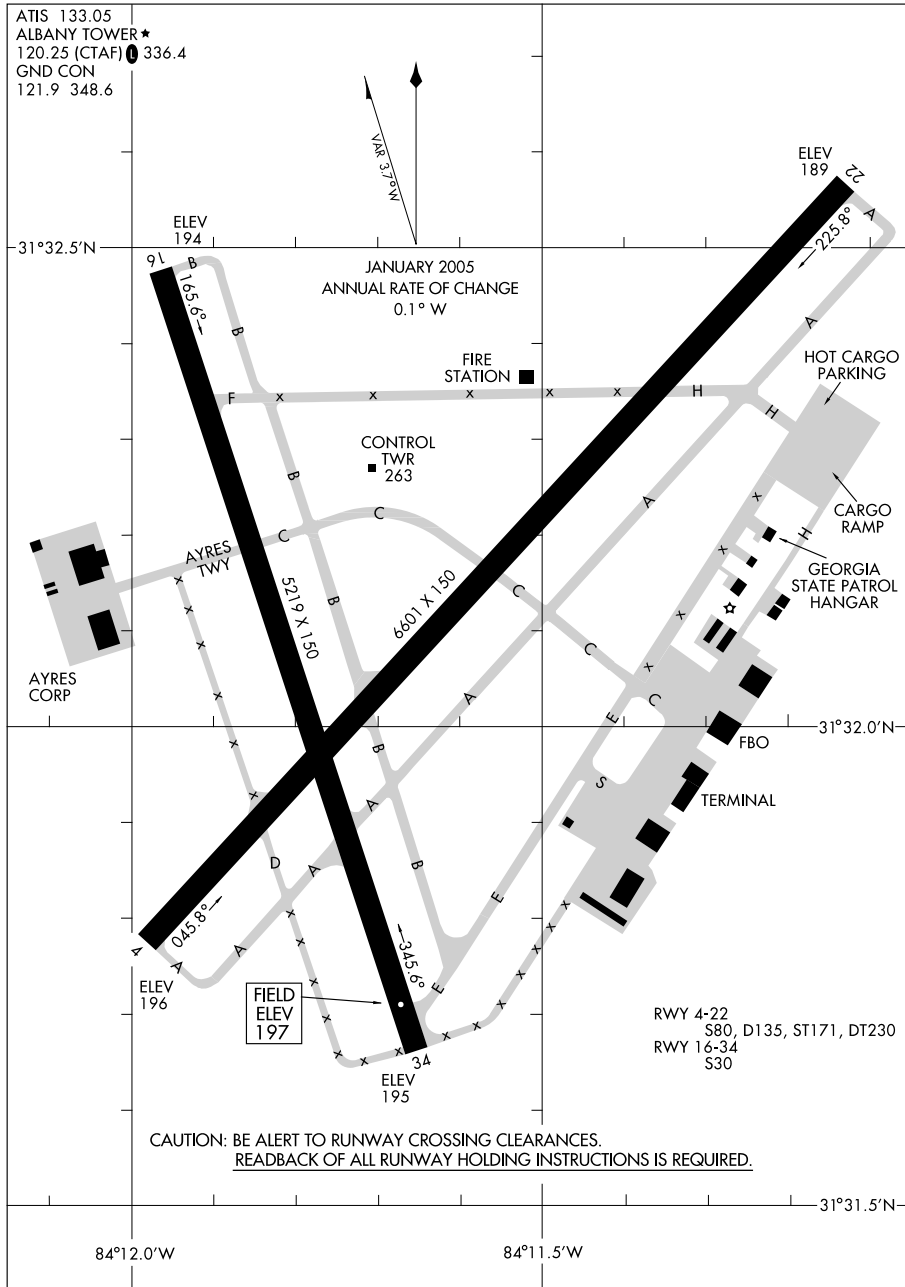 ATIS 133.05
ALBANY TOWER★
120.25 (CTAF) L 336.4
GND CON
121.9 348.6
VAR 3.7° W
ELEV
189
22
A
225.8°
ELEV
194
31°32.5'N
16
B
165.6°
JANUARY 2005
ANNUAL RATE OF CHANGE
0.1° W
B
A
FIRE
STATION
HOT CARGO
PARKING
F
x
x
x
x
x
H
H
CONTROL
TWR
263
B
A
x
CARGO
RAMP
C
C
AYRES
TWY
x
H
GEORGIA
STATE PATROL
HANGAR
x
x
5219 X 150
B
6601 X 150
C
x
x
C
x
AYRES
CORP
x
A
C
E
x
B
31°32.0'N
FBO
x
A
S
TERMINAL
D
A
B
E
x
x
045.8°
x
A
345.6°
x
4
A
x
x
E
ELEV
196
FIELD
ELEV
197
x
x
x
x
x
x
x
34
ELEV
195
RWY 4-22
S80, D135, ST171, DT230
RWY 16-34
S30
CAUTION: BE ALERT TO RUNWAY CROSSING CLEARANCES.
READBACK OF ALL RUNWAY HOLDING INSTRUCTIONS IS REQUIRED.
31°31.5'N
84°12.0'W
84°11.5'W